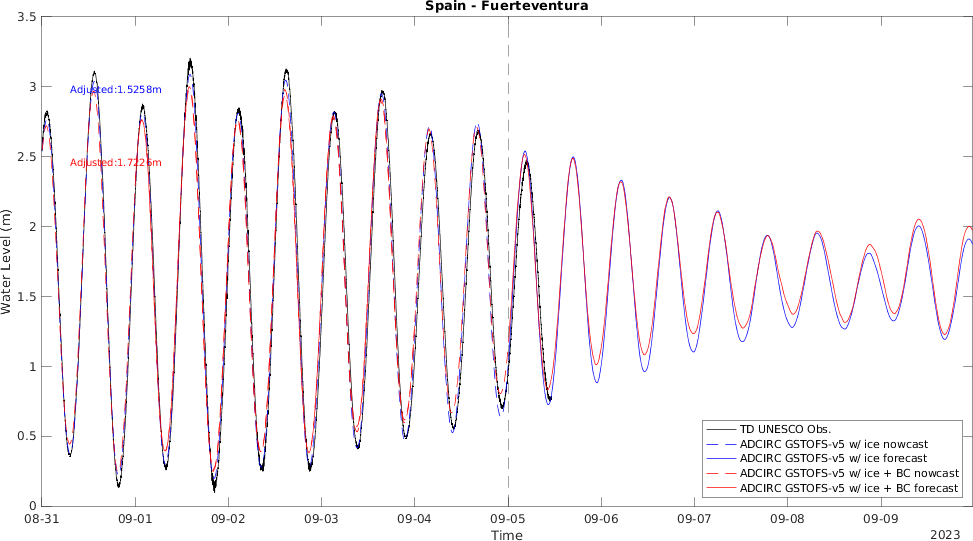 Spain - Fuerteventura
3.5
3
2.5
2
1.5
1
0.5
0
Water Level (m)
Adjusted:1.5258m
Adjusted:1.7226m
TD UNESCO Obs.
ADCIRC GSTOFS-v5 w/ ice nowcast
ADCIRC GSTOFS-v5 w/ ice forecast
ADCIRC GSTOFS-v5 w/ ice + BC nowcast
ADCIRC GSTOFS-v5 w/ ice + BC forecast
08-31 09-01 09-02 09-03 09-04 09-05 09-06 09-07 09-08 09-09
Time
2023